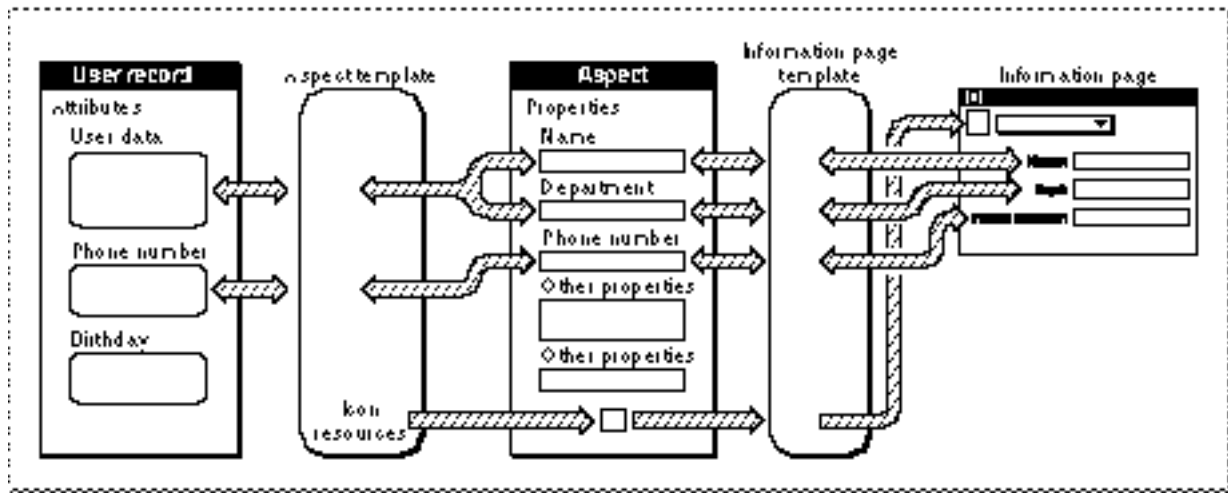 User record
Attributes
User data
Phone number
Birthday
Aspect template
Icon
resources
Aspect
Properties
Name
Department
Phone number
Other properties
Other properties
Information page
template
Information page
Name
Dept